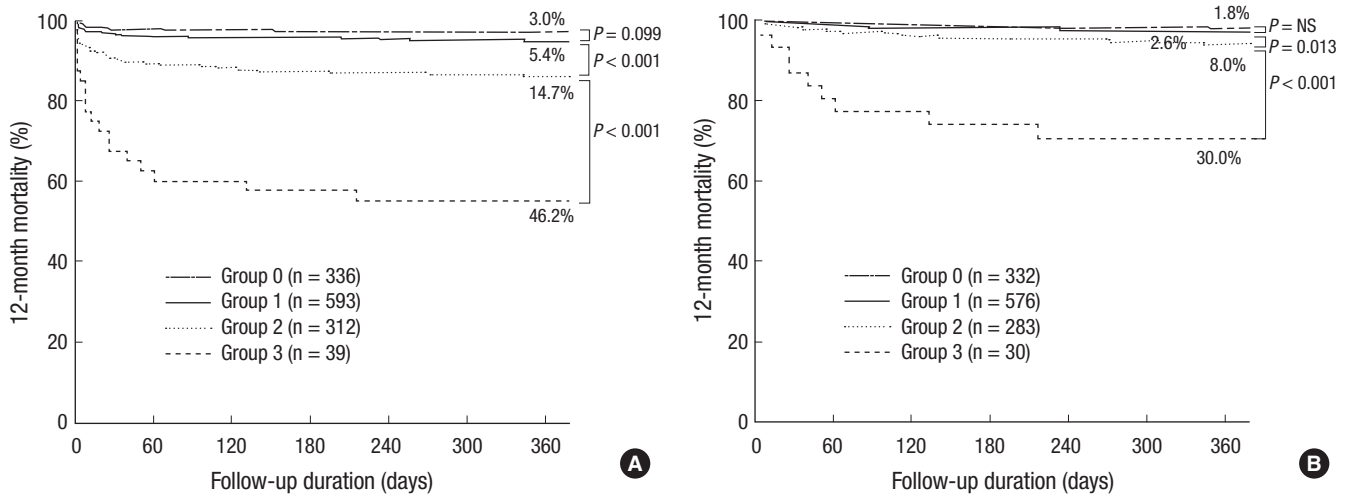 100
80
60
40
20
0
12-month mortality (%)
0 60 120 180 240 300 360
Follow-up duration (days)
3.0%
P = 0.099
5.4%
P < 0.001
14.7%
P < 0.001
46.2%
Group 0 (n = 336)
Group 1 (n = 593)
Group 2 (n = 312)
Group 3 (n = 39)
A
100
80
60
40
20
0
12-month mortality (%)
0 60 120 180 240 300 360
Follow-up duration (days)
1.8%
P = NS
2.6%
P = 0.013
8.0%
P < 0.001
30.0%
Group 0 (n = 332)
Group 1 (n = 576)
Group 2 (n = 283)
Group 3 (n = 30)
B